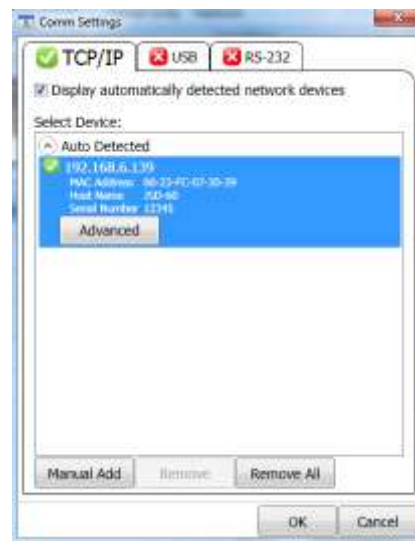 Comm Settings
TCP/IP USB RS-232
Display automatically detected network devices
Select Device:
Auto Detected
192.168.6.139
MAC Address
Host Name
Serial Number 12345
Advanced
Manual Add Remove Remove All
OK Cancel